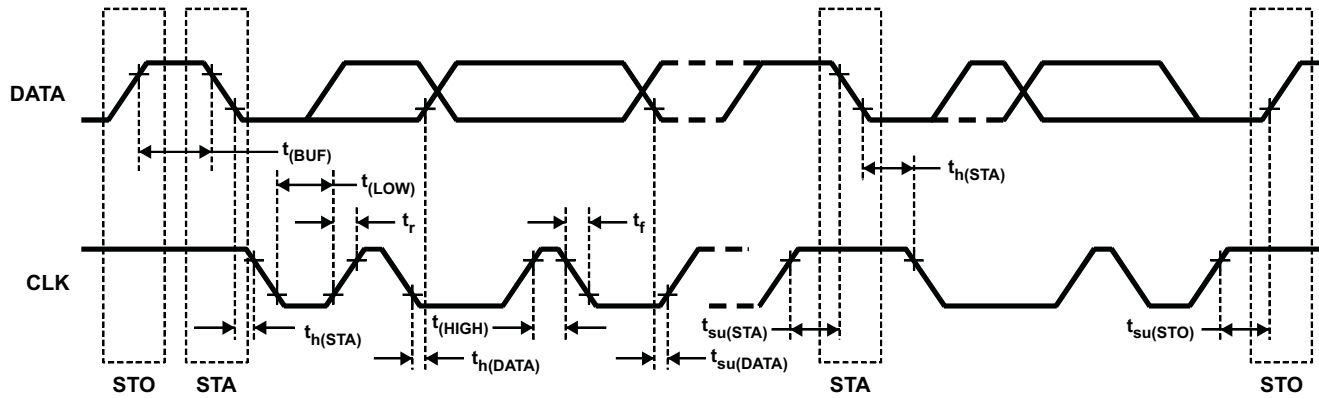 DATA
t(BUF)
t(LOW)
th(STA)
tr
tf
CLK
th(STA)
t(HIGH)
th(DATA)
tsu(DATA)
tsu(STA)
tsu(STO)
STO
STA
STA
STO